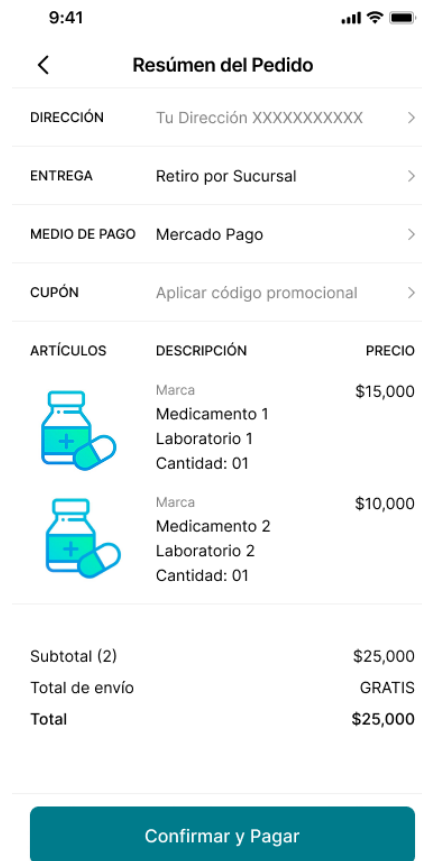 9:41
Resúmen del Pedido
DIRECCIÓN Tu Dirección XXXXXXXXXXX
ENTREGA Retiro por Sucursal
MEDIO DE PAGO Mercado Pago
CUPÓN Aplicar código promocional
ARTÍCULOS DESCRIPCIÓN PRECIO
Marca $15,000
Medicamento 1
Laboratorio 1
Cantidad: 01
Marca $10,000
Medicamento 2
Laboratorio 2
Cantidad: 01
Subtotal (2) $25,000
Total de envío GRATIS
Total $25,000
Confirmar y Pagar